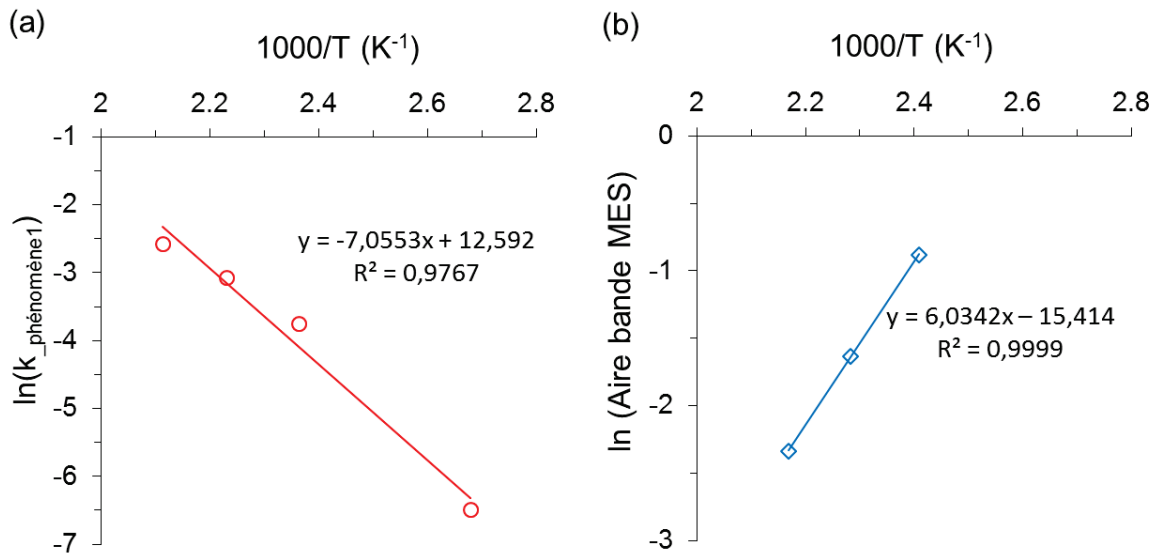 (a)
1000/T (K⁻¹)
2 2.2 2.4 2.6 2.8
-1
-2
-3
-4
-5
-6
-7
ln(k_phénomène1)
y = -7,0553x + 12,592
R² = 0,9767
(b)
1000/T (K⁻¹)
2 2.2 2.4 2.6 2.8
0
-1
-2
-3
ln (Aire bande MES)
y = 6,0342x – 15,414
R² = 0,9999